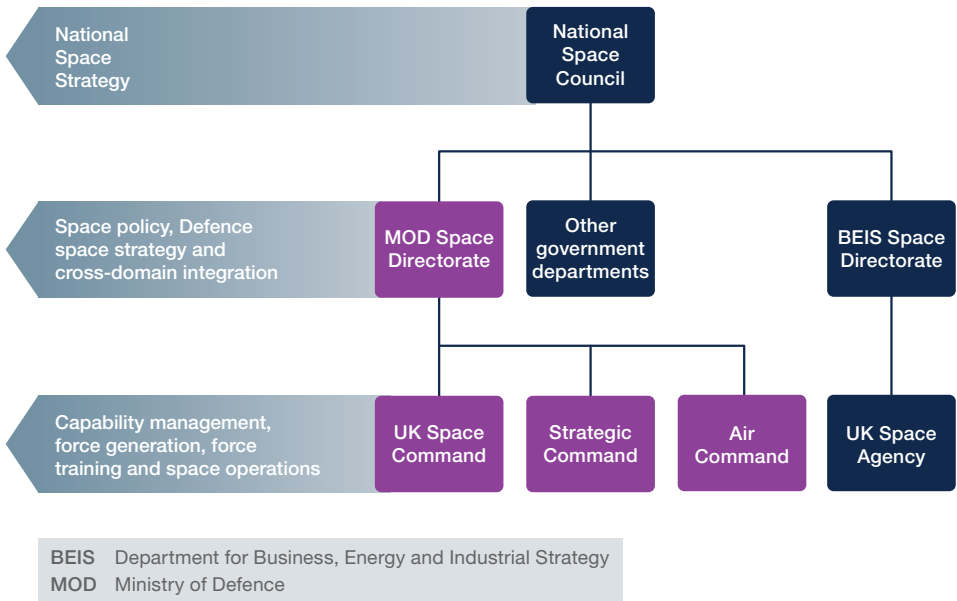 National
Space
Strategy
National
Space
Council
Space policy, Defence
space strategy and
cross-domain integration
MOD Space
Directorate
Other
government
departments
BEIS Space
Directorate
Capability management,
force generation, force
training and space operations
UK Space
Command
Strategic
Command
Air
Command
UK Space
Agency
BEIS Department for Business, Energy and Industrial Strategy
MOD Ministry of Defence